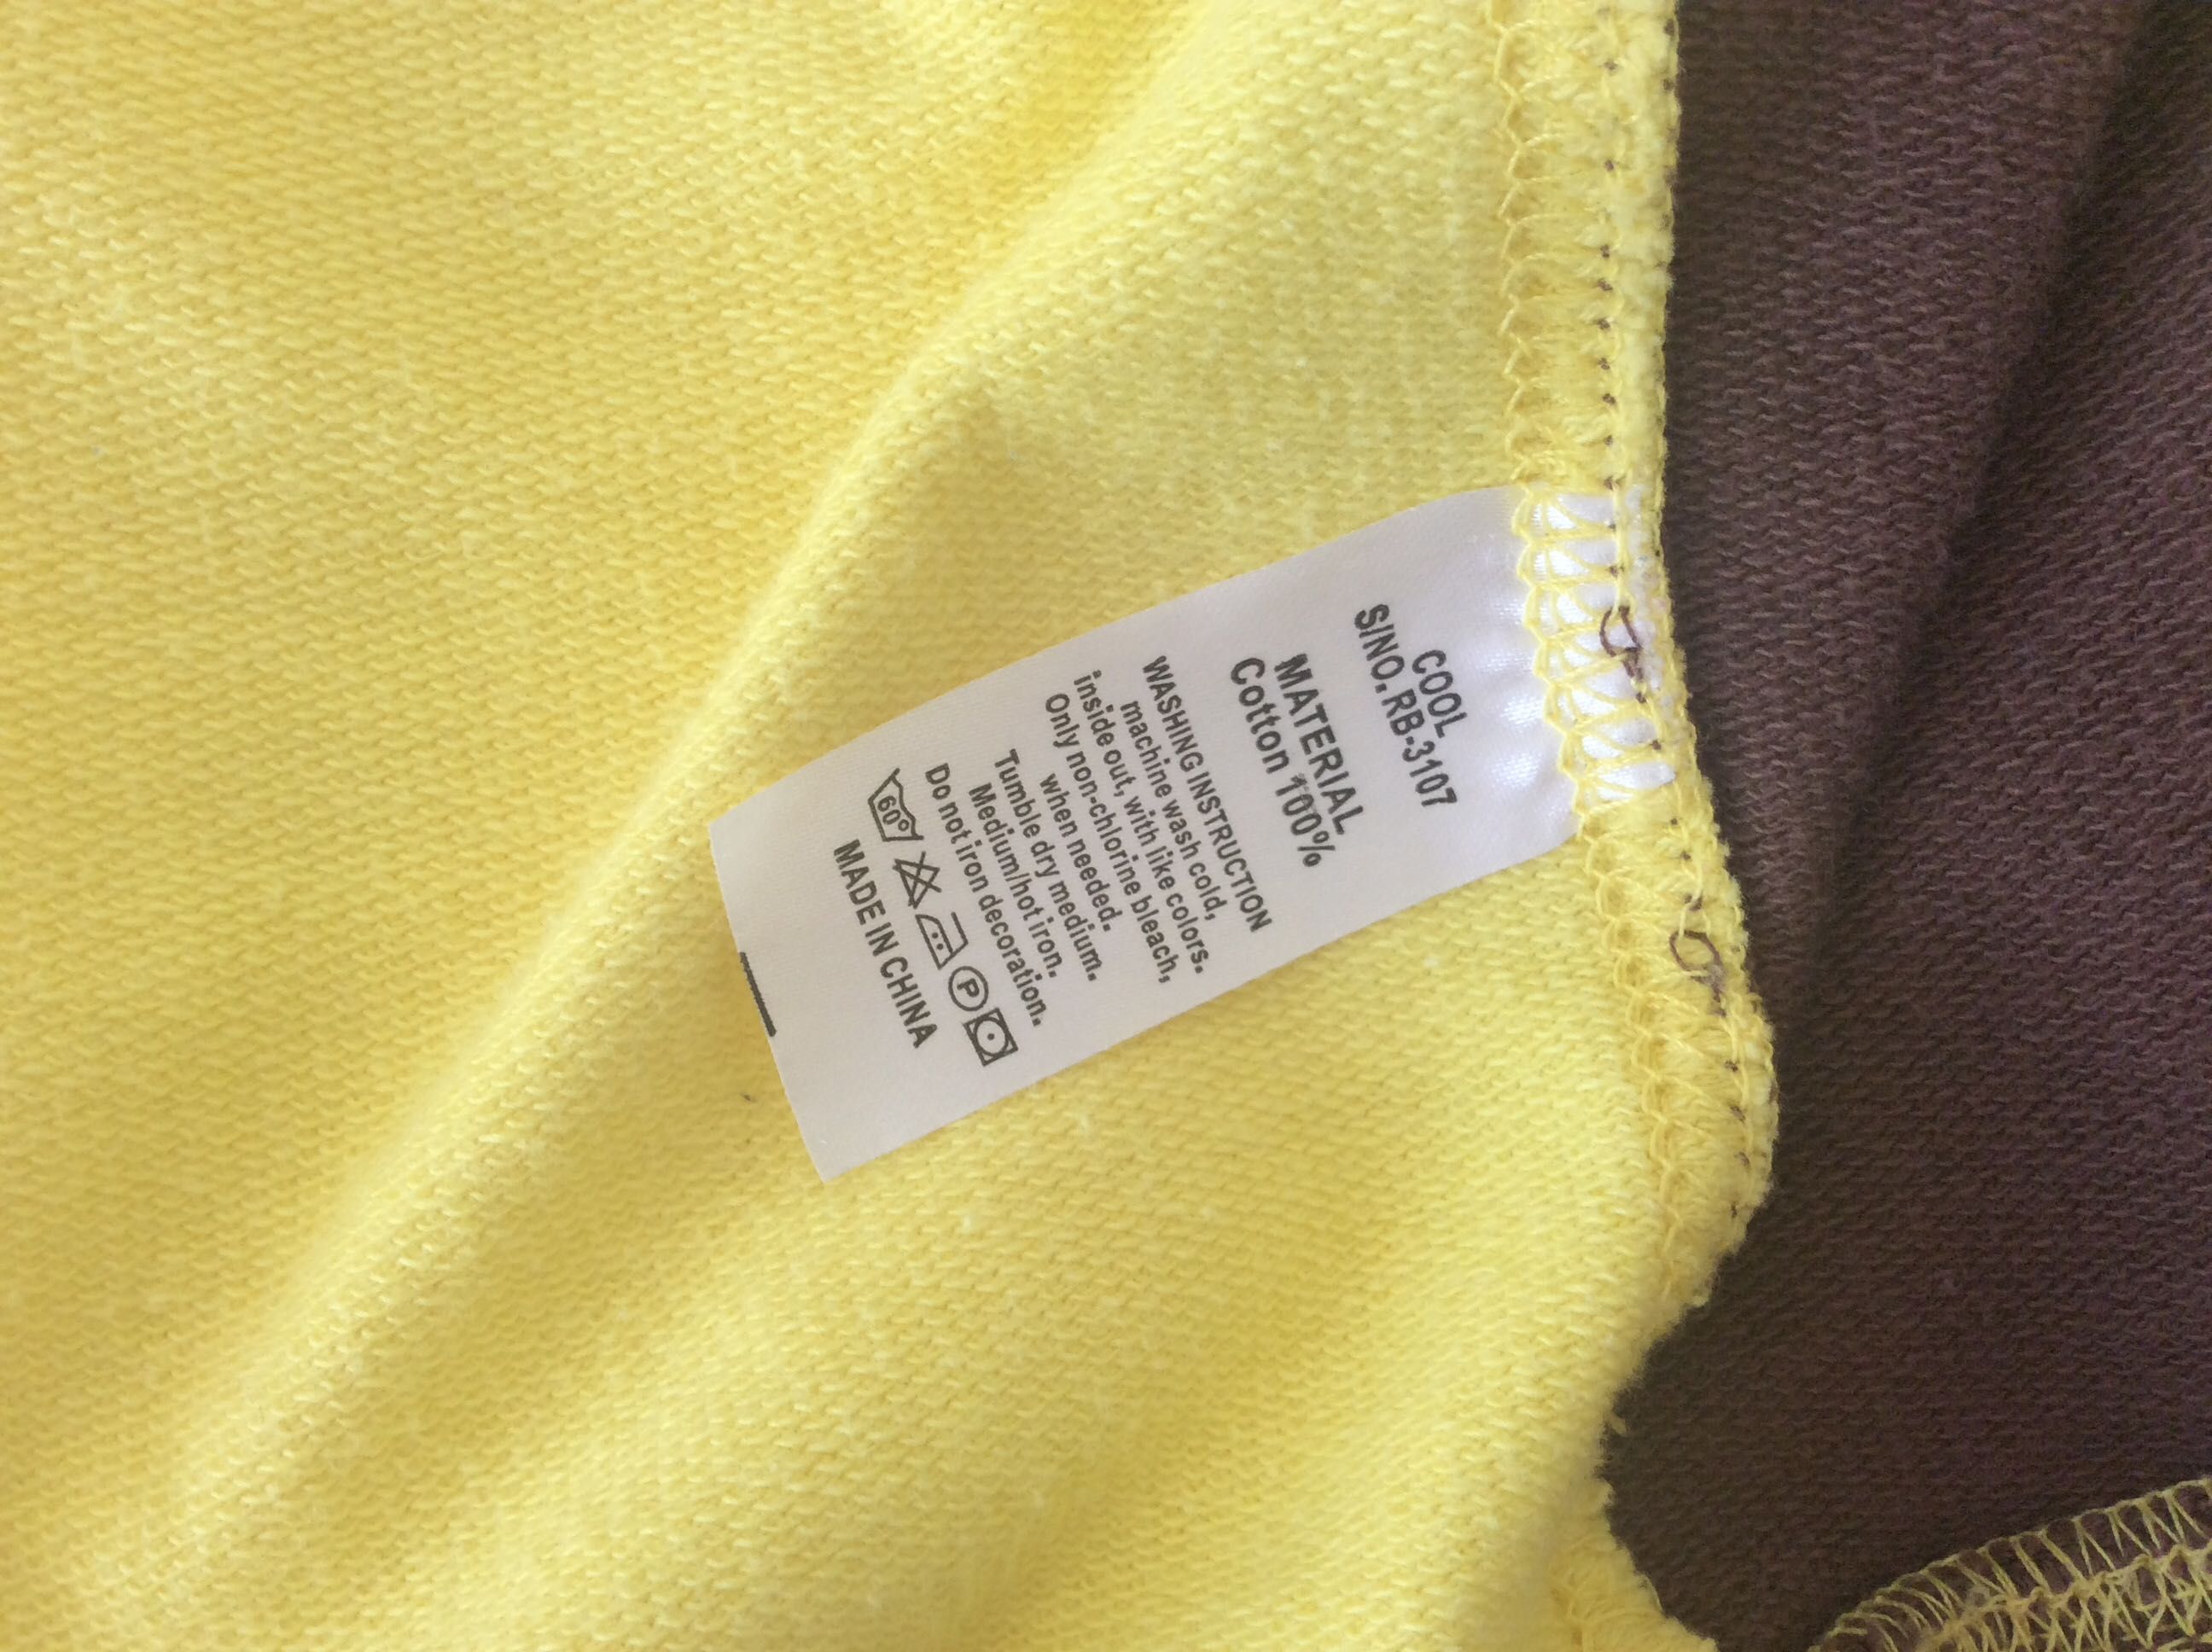 COOL
S/NO.RB-3107
MATERIAL
Cotton 100%
WASHING INSTRUCTION
machine wash cold,
inside out, with like colors.
Only non-chlorine bleach,
when needed.
Tumble dry medium.
Medium/hot iron.
Do not iron decoration.
60° P
MADE IN CHINA